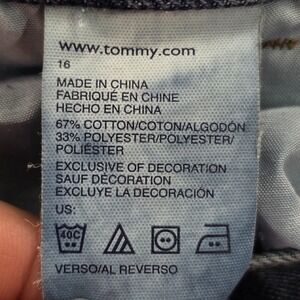 www.tommy.com
16
MADE IN CHINA
FABRIQUÉ EN CHINE
HECHO EN CHINA
67% COTTON/COTON/ALGODÓN
33% POLYESTER/POLYESTER/
POLIÉSTER
EXCLUSIVE OF DECORATION
SAUF DÉCORATION
EXCLUYE LA DECORACIÓN
US:
40C
VERSO/AL REVERSO